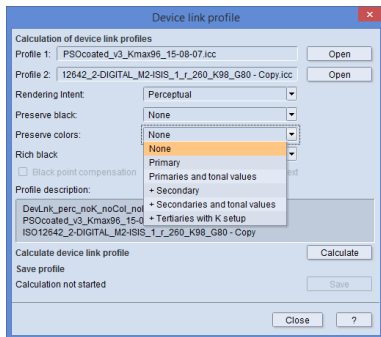 Device link profile
Calculation of device link profiles
Profile 1: PSOcoated_v3_Kmax96_15-08-07.icc Open
Profile 2: 12642_2-DIGITAL_M2-ISIS_1_r_260_K98_G80 - Copy.icc Open
Rendering Intent: Perceptual
Preserve black: None
Preserve colors: None
None
Rich black
Primary
Black point compensation
Primaries and tonal values
Profile description:
+ Secondary
+ Secondaries and tonal values
+ Tertiaries with K setup
DevLnk_perc_noK_noCol_no
PSOcoated_v3_Kmax96_15-0
ISO12642_2-DIGITAL_M2-ISIS_1_r_260_K98_G80 - Copy
Calculate device link profile Calculate
Save profile
Calculation not started Save
Close ?